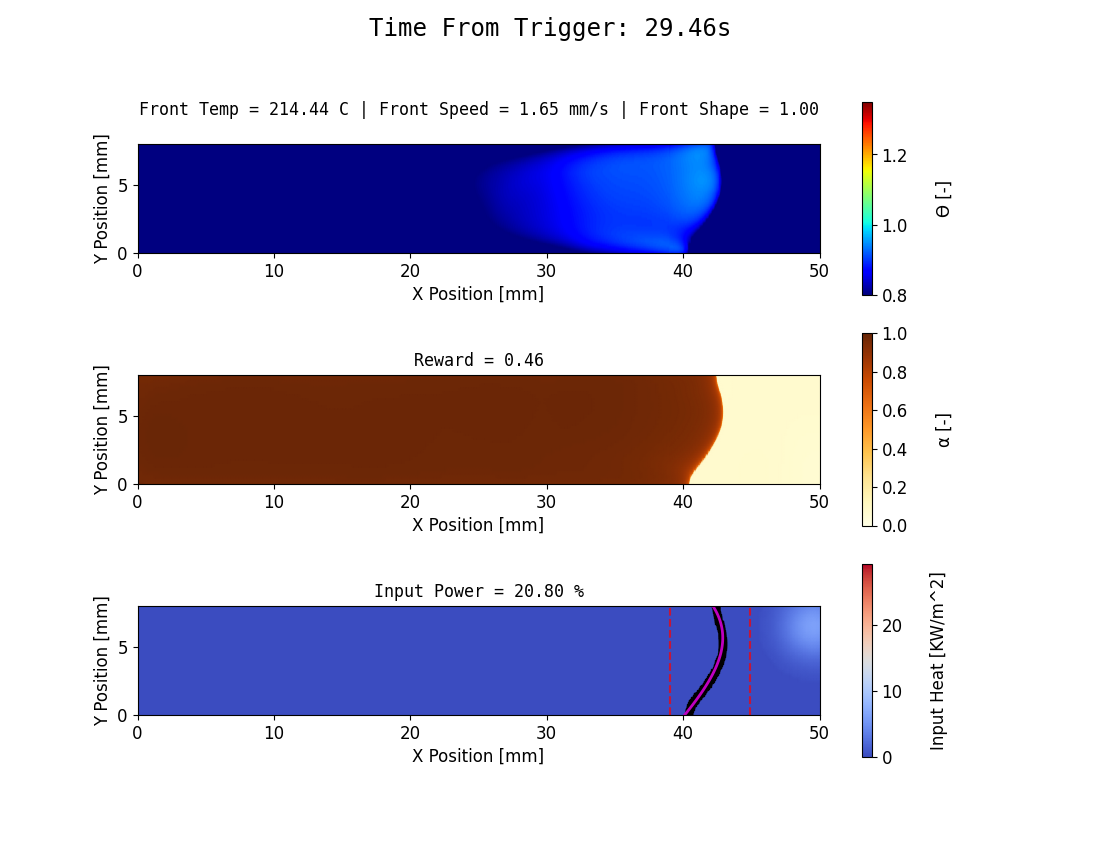 Time From Trigger: 29.46s
Front Temp = 214.44 C | Front Speed = 1.65 mm/s | Front Shape = 1.00
Y Position [mm]
5
0
0 10 20 30 40 50
X Position [mm]
1.2
1.0
0.8
Θ [-]
Reward = 0.46
Y Position [mm]
5
0
0 10 20 30 40 50
X Position [mm]
1.0
0.8
0.6
0.4
0.2
0.0
α [-]
Input Power = 20.80 %
Y Position [mm]
5
0
0 10 20 30 40 50
X Position [mm]
20
10
0
Input Heat [KW/m^2]